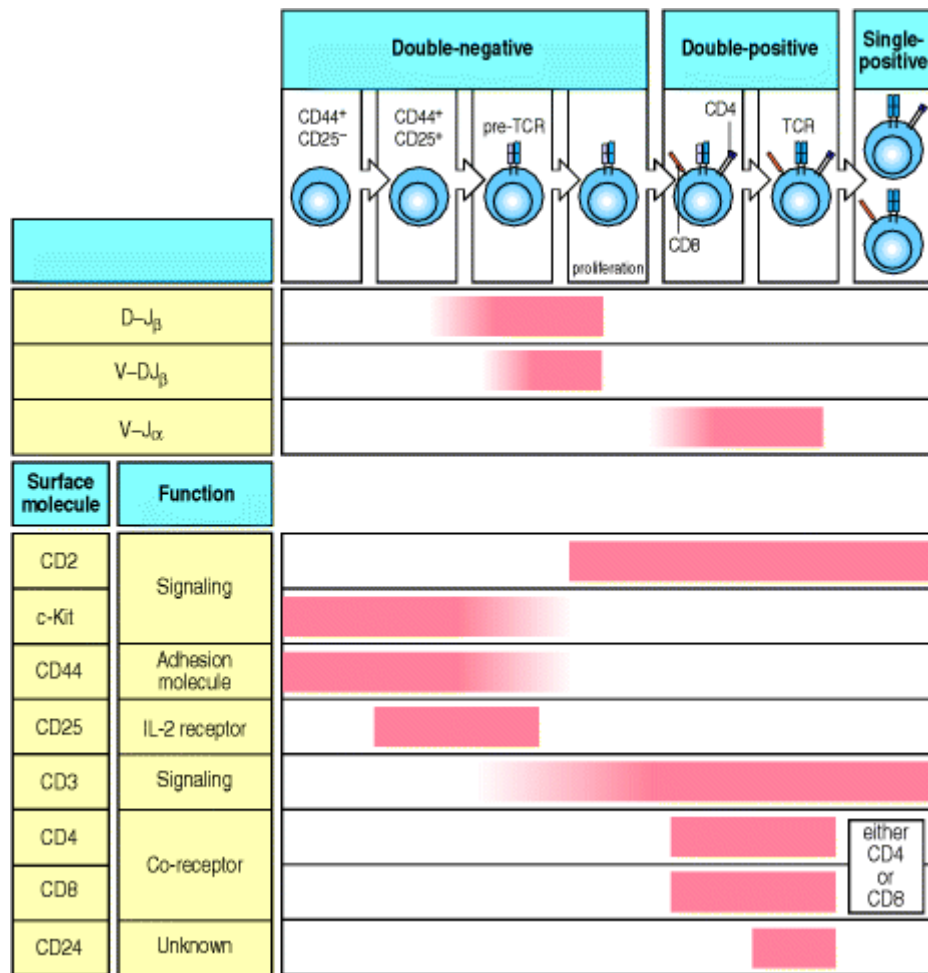 Double-negative
Double-positive
Single-
positive
CD44⁺
CD25⁻
CD44⁺
CD25⁺
pre-TCR
proliferation
CD4
CD8
TCR
D–Jβ
V–DJβ
V–Jα
Surface
molecule
Function
CD2
Signaling
c-Kit
CD44
Adhesion
molecule
CD25
IL-2 receptor
CD3
Signaling
CD4
Co-receptor
CD8
either
CD4
or
CD8
CD24
Unknown